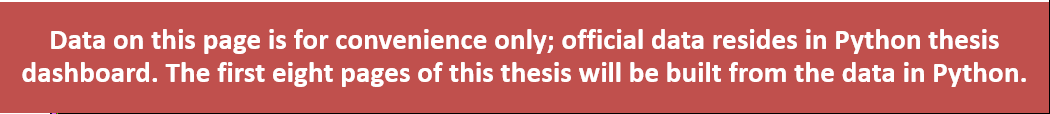 Data on this page is for convenience only; official data resides in Python thesis
dashboard. The first eight pages of this thesis will be built from the data in Python.